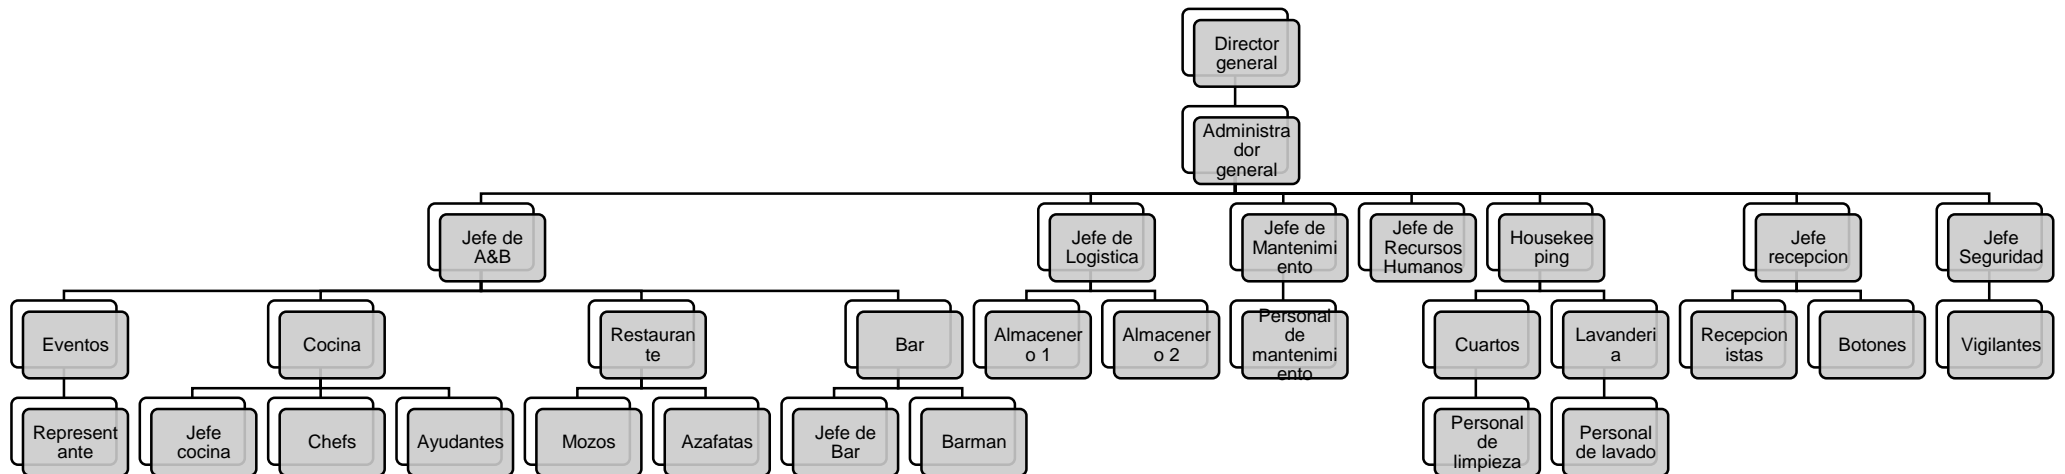 Director
general
Administra
dor
general
Jefe de
A&B
Jefe de
Logistica
Jefe de
Mantenimi
ento
Jefe de
Recursos
Humanos
Housekee
ping
Jefe
recepcion
Jefe
Seguridad
Eventos
Cocina
Restauran
te
Bar
Almacener
o 1
Almacener
o 2
Personal
de
mantenimi
ento
Cuartos
Lavanderi
a
Recepcion
istas
Botones
Vigilantes
Represent
ante
Jefe
cocina
Chefs
Ayudantes
Mozos
Azafatas
Jefe de
Bar
Barman
Personal
de
limpieza
Personal
de lavado